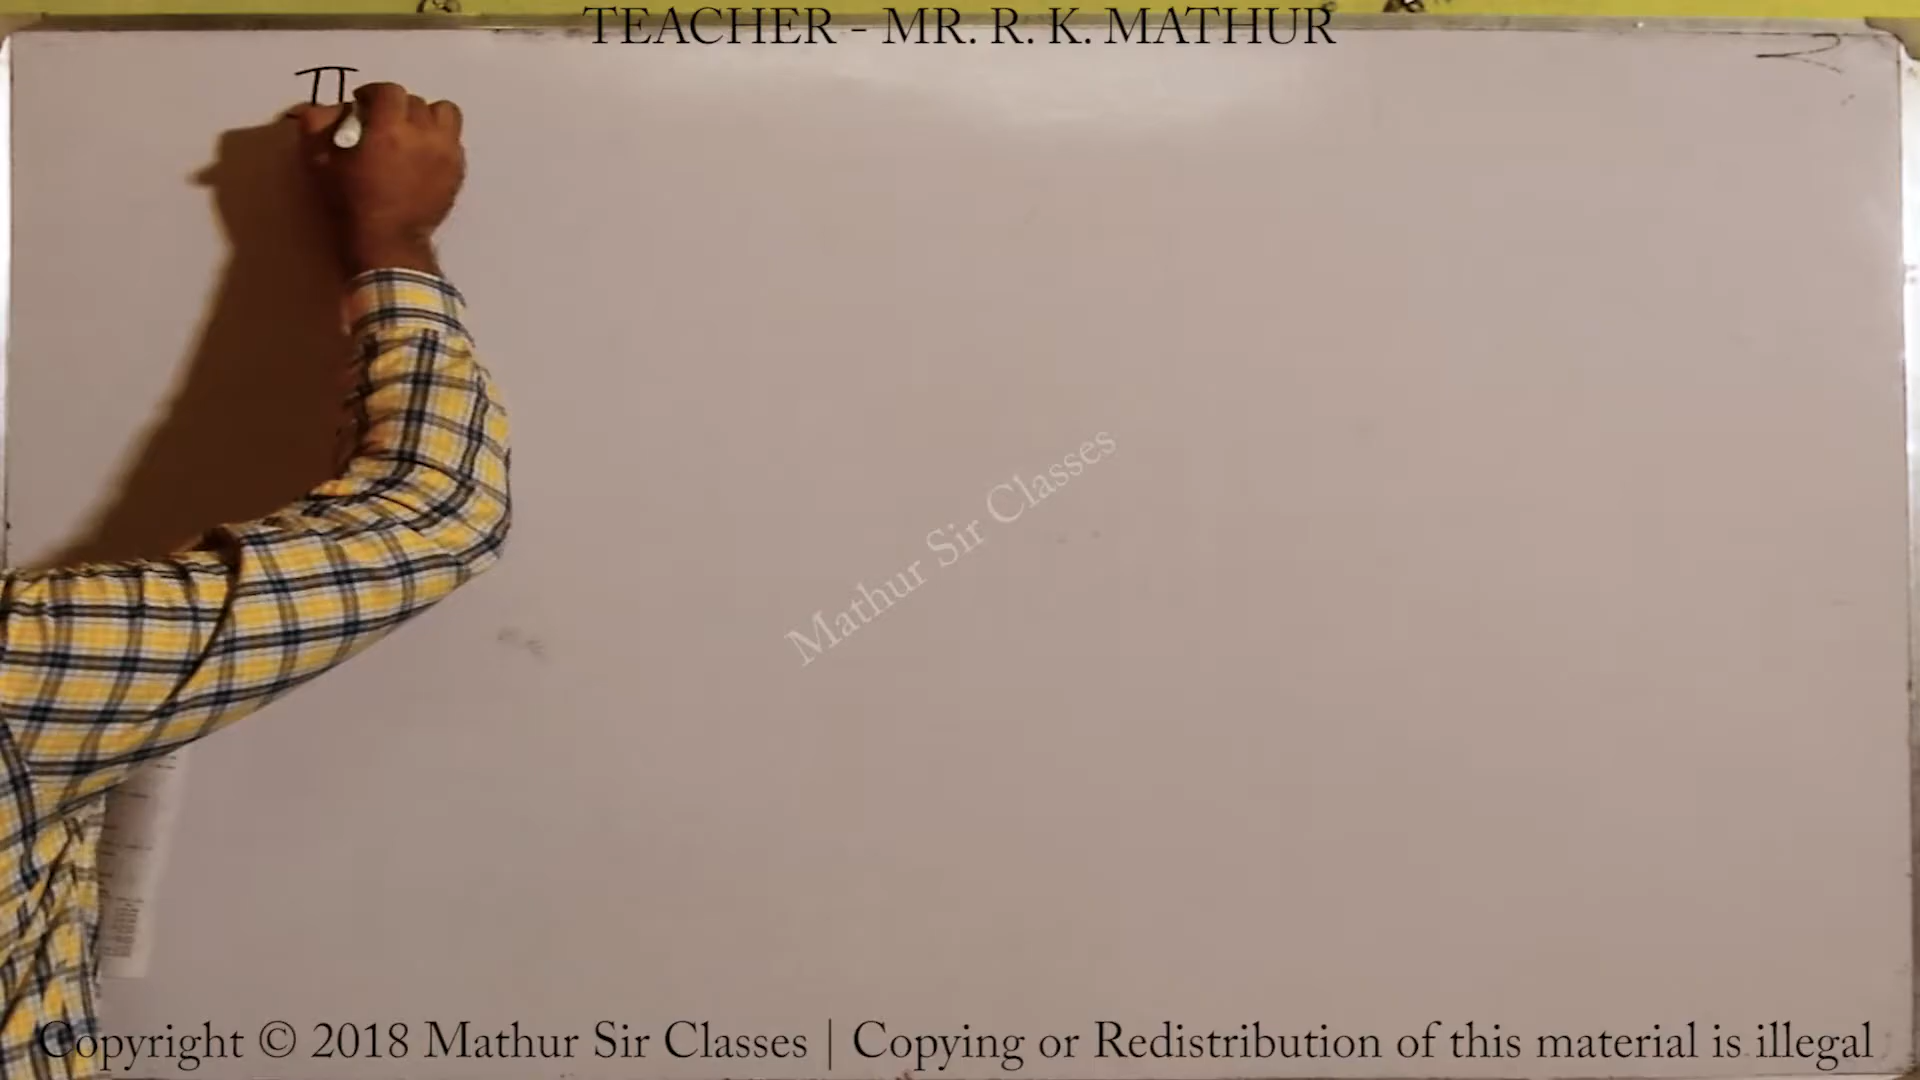 TEACHER - MR. R. K. MATHUR
II
Mathur Sir Classes
Copyright © 2018 Mathur Sir Classes | Copying or Redistribution of this material is illegal